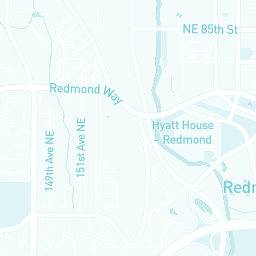 NE 85th St
Redmond Way
Hyatt House
– Redmond
149th Ave NE
151st Ave NE
Redm